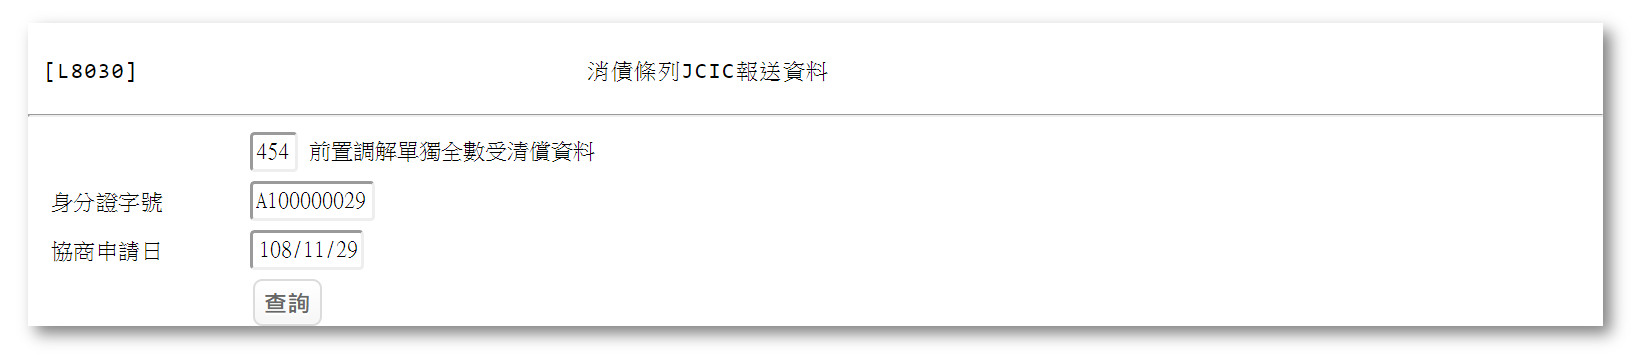 [L8030] 消債條列JCIC報送資料
454 前置調解單獨全數受清償資料
身分證字號 A100000029
協商申請日 108/11/29
查詢